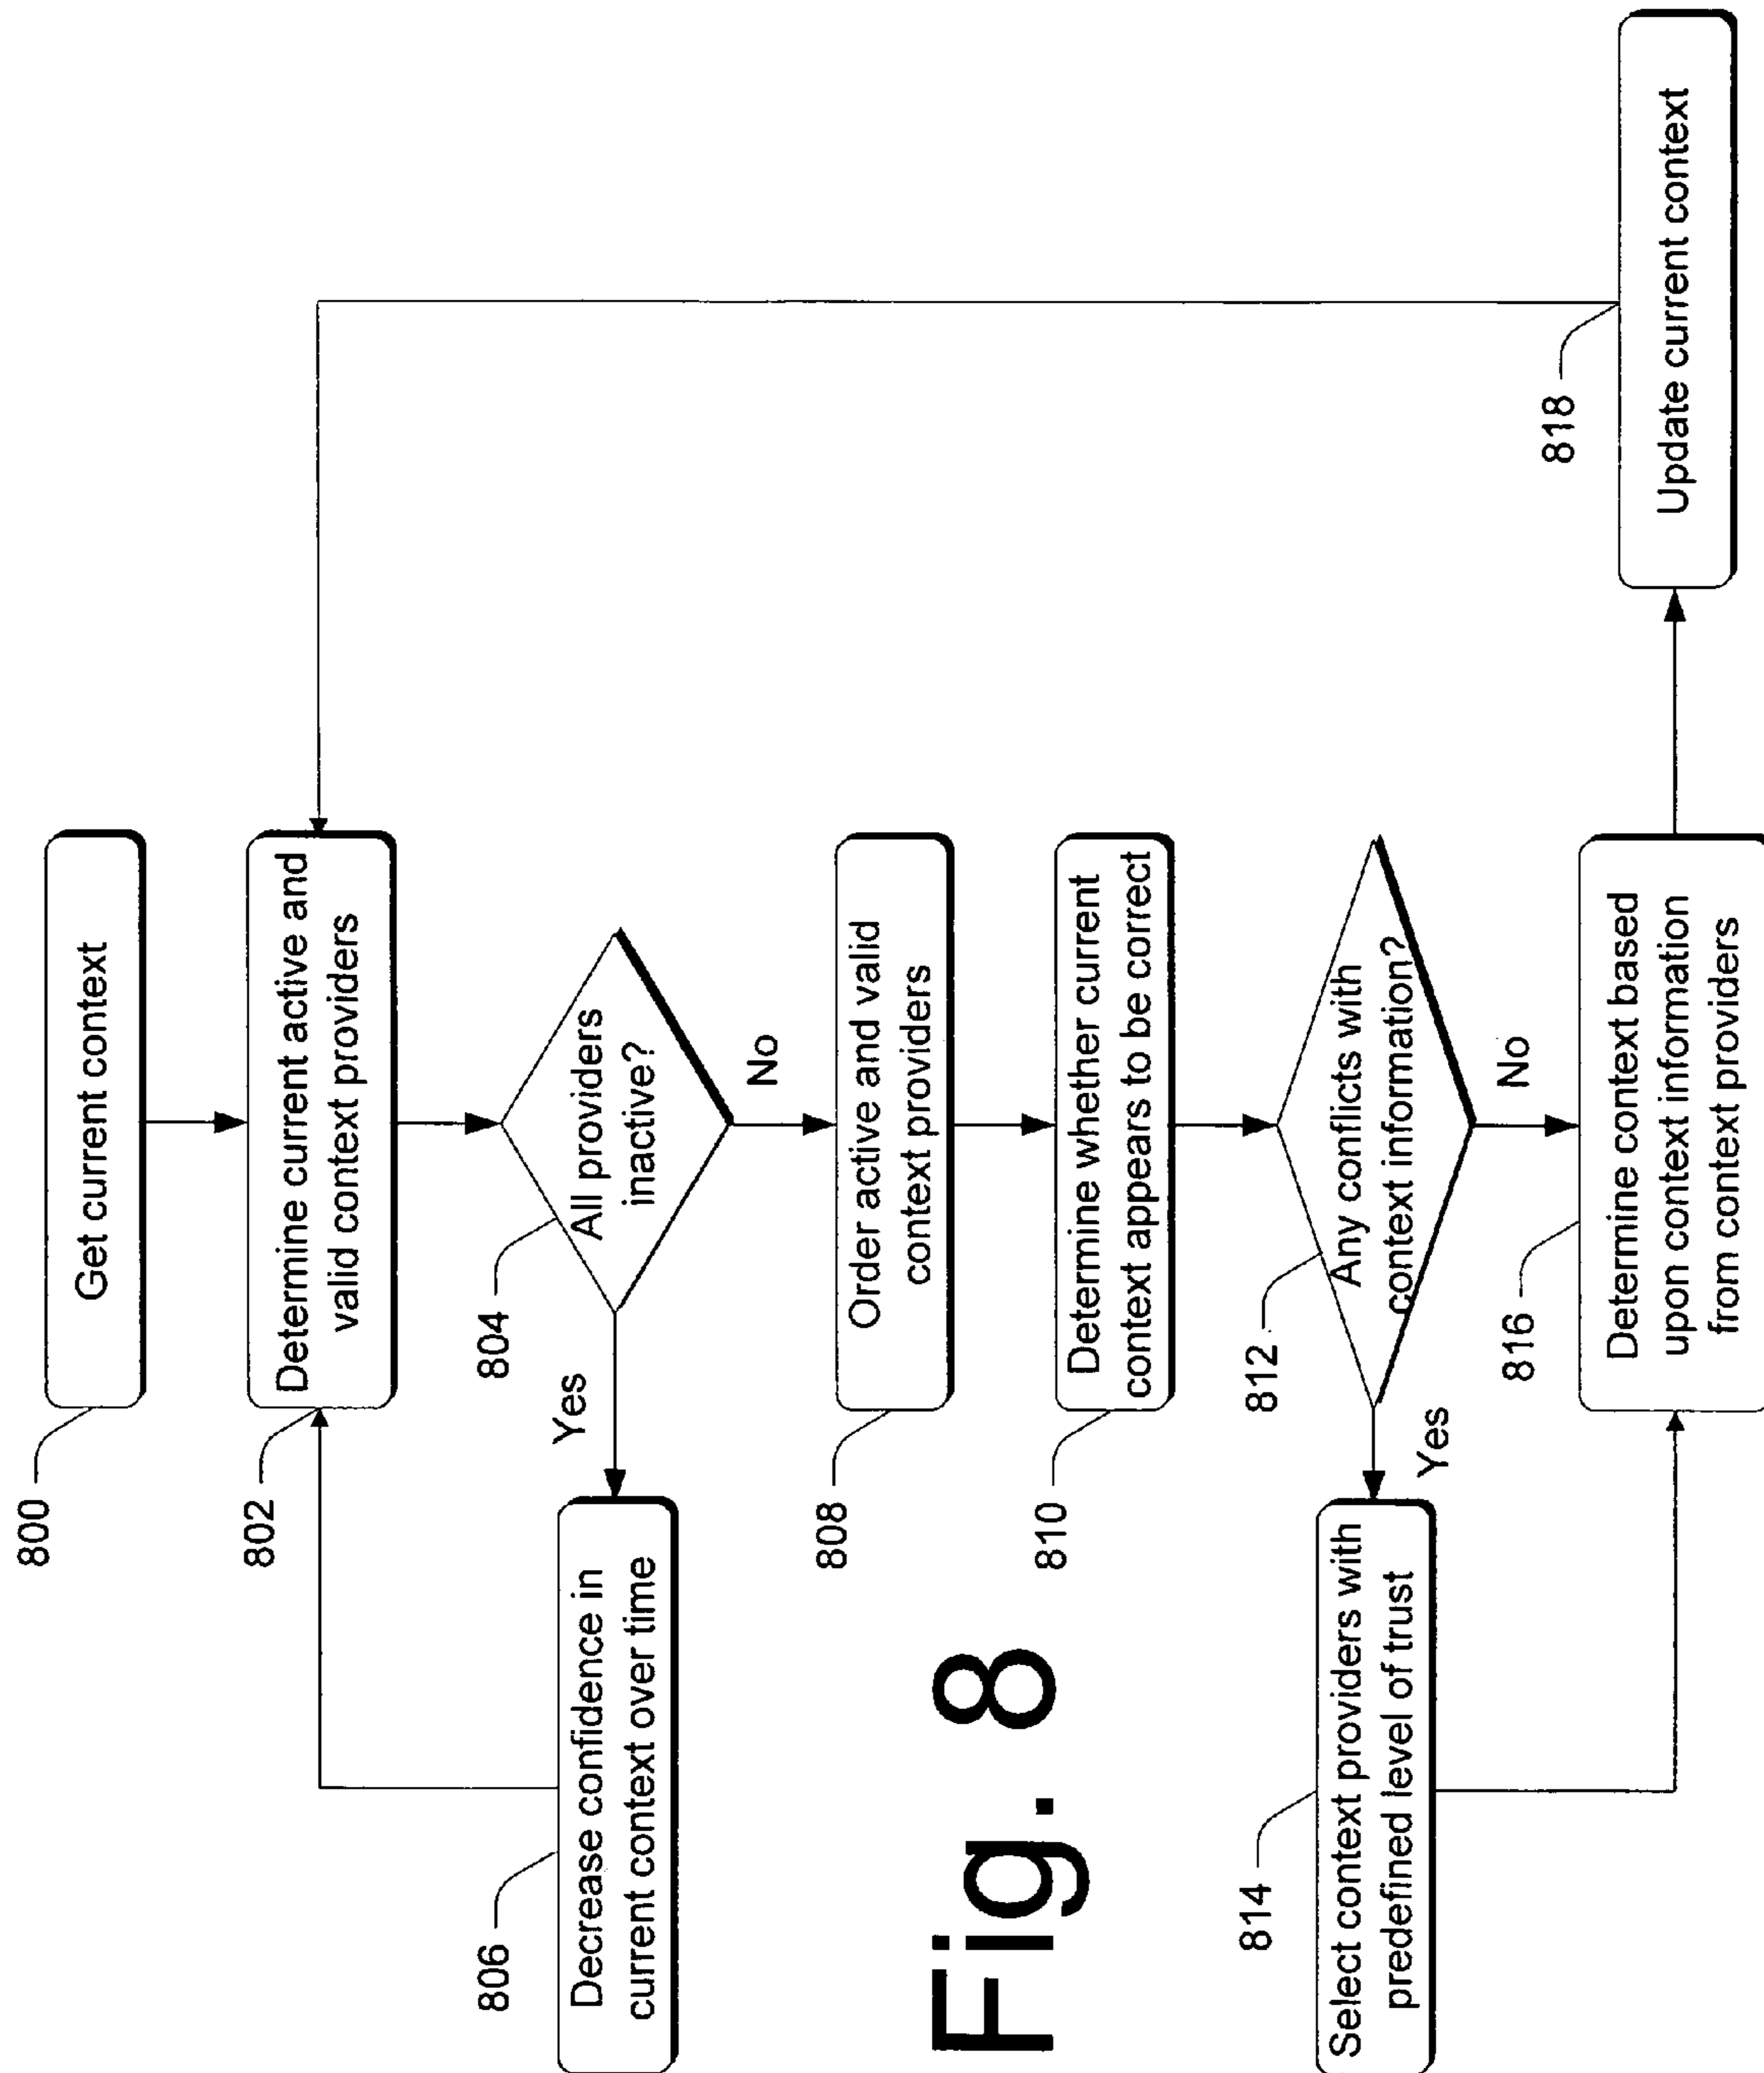 800
Get current context
802
Determine current active and
valid context providers
804
All providers
inactive?
Yes
No
806
Decrease confidence in
current context over time
808
Order active and valid
context providers
810
Determine whether current
context appears to be correct
812
Any conflicts with
context information?
Yes
No
814
Select context providers with
predefined level of trust
816
Determine context based
upon context information
from context providers
818
Update current context
Fig. 8